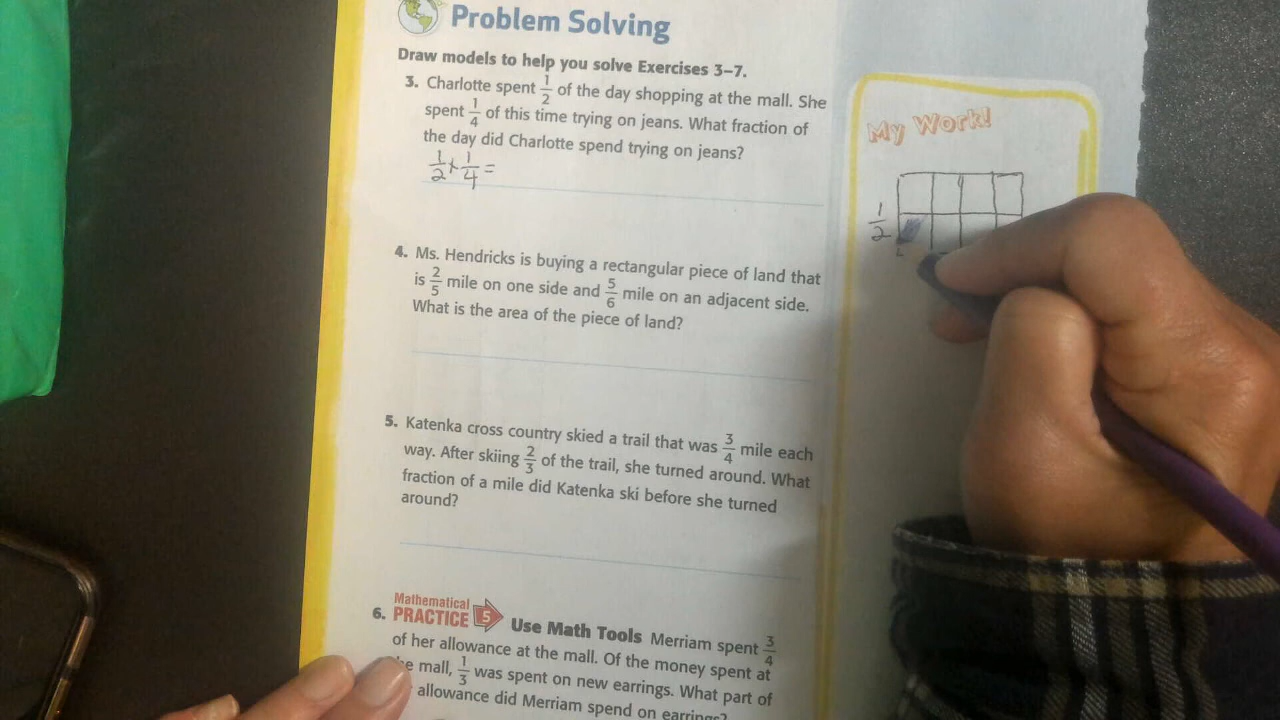 Problem Solving
Draw models to help you solve Exercises 3–7.
3. Charlotte spent 1/2 of the day shopping at the mall. She
spent 1/4 of this time trying on jeans. What fraction of
the day did Charlotte spend trying on jeans?
1/2 × 1/4 =
4. Ms. Hendricks is buying a rectangular piece of land that
is 2/5 mile on one side and 5/6 mile on an adjacent side.
What is the area of the piece of land?
5. Katenka cross country skied a trail that was 3/4 mile each
way. After skiing 2/3 of the trail, she turned around. What
fraction of a mile did Katenka ski before she turned
around?
Mathematical
6. PRACTICE 5 Use Math Tools Merriam spent 3/4
of her allowance at the mall. Of the money spent at
mall, 1/3 was spent on new earrings. What part of
allowance did Merriam spend on earrings?
My Work!
1/2